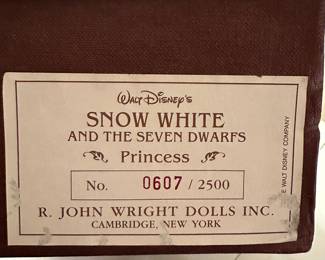 Walt Disney's
SNOW WHITE
AND THE SEVEN DWARFS
Princess
No. 0607 / 2500
R. JOHN WRIGHT DOLLS INC.
CAMBRIDGE, NEW YORK
E WALT DISNEY COMPANY